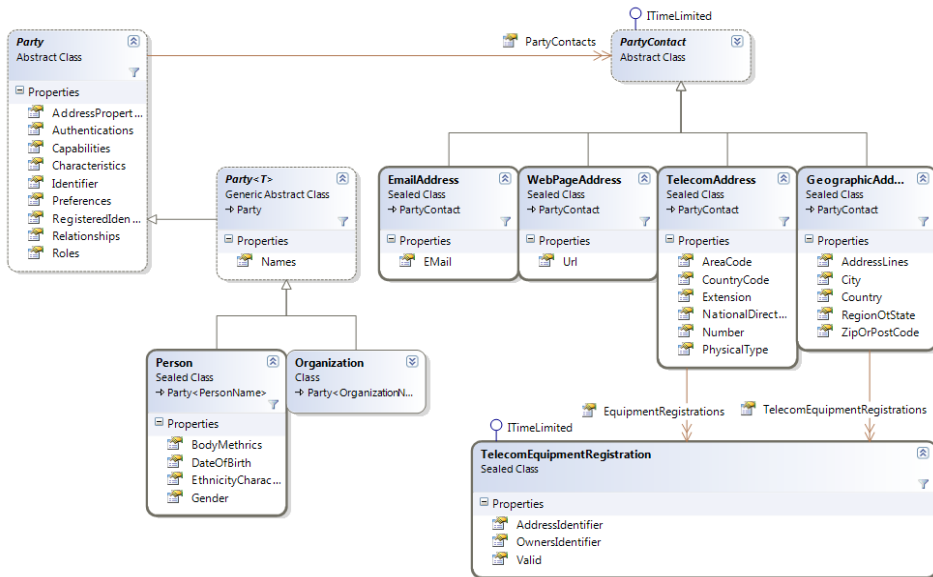 ITimeLimited
Party
Abstract Class
Properties
AddressPropert...
Authentications
Capabilities
Characteristics
Identifier
Preferences
RegisteredIden...
Relationships
Roles
PartyContacts
PartyContact
Abstract Class
Party<T>
Generic Abstract Class
Party
Properties
Names
EmailAddress
Sealed Class
PartyContact
Properties
EMail
WebPageAddress
Sealed Class
PartyContact
Properties
Url
TelecomAddress
Sealed Class
PartyContact
Properties
AreaCode
CountryCode
Extension
NationalDirect...
Number
PhysicalType
GeographicAdd...
Sealed Class
PartyContact
Properties
AddressLines
City
Country
RegionOtState
ZipOrPostCode
Person
Sealed Class
Party<PersonName>
Properties
BodyMethrics
DateOfBirth
EthnicityCharac...
Gender
Organization
Class
Party<OrganizationN...
EquipmentRegistrations
TelecomEquipmentRegistrations
ITimeLimited
TelecomEquipmentRegistration
Sealed Class
Properties
AddressIdentifier
OwnersIdentifier
Valid